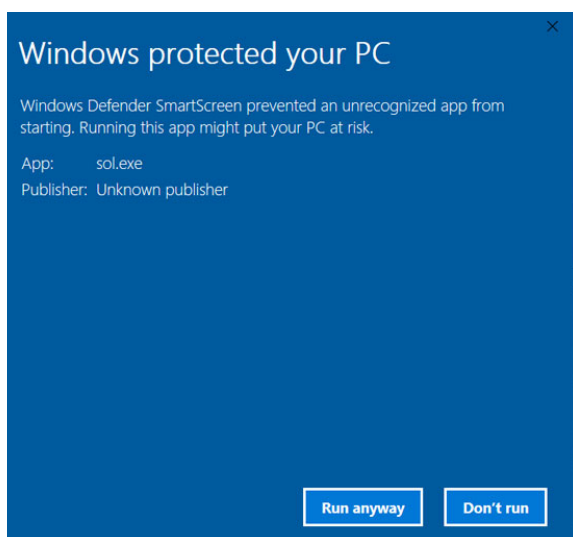 Windows protected your PC
Windows Defender SmartScreen prevented an unrecognized app from
starting. Running this app might put your PC at risk.
App: sol.exe
Publisher: Unknown publisher
Run anyway Don't run